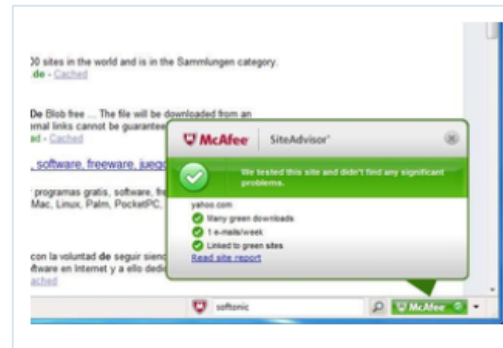 00 sites in the world and is in the Sammlungen category.
.de - Cached
De Blob free ... The file will be downloaded from an
ernal links cannot be guarantee
ad - Cached
, software, freeware, juego
programas gratis, software, fre
Mac, Linux, Palm, PocketPC,
con la voluntad de seguir sienc
ftware en Internet y a ello dedic
ached
McAfee SiteAdvisor
We tested this site and didn't find any significant
problems.
yahoo.com
Many green downloads
1 e-mails/week
Linked to green sites
Read site report
softonic
McAfee